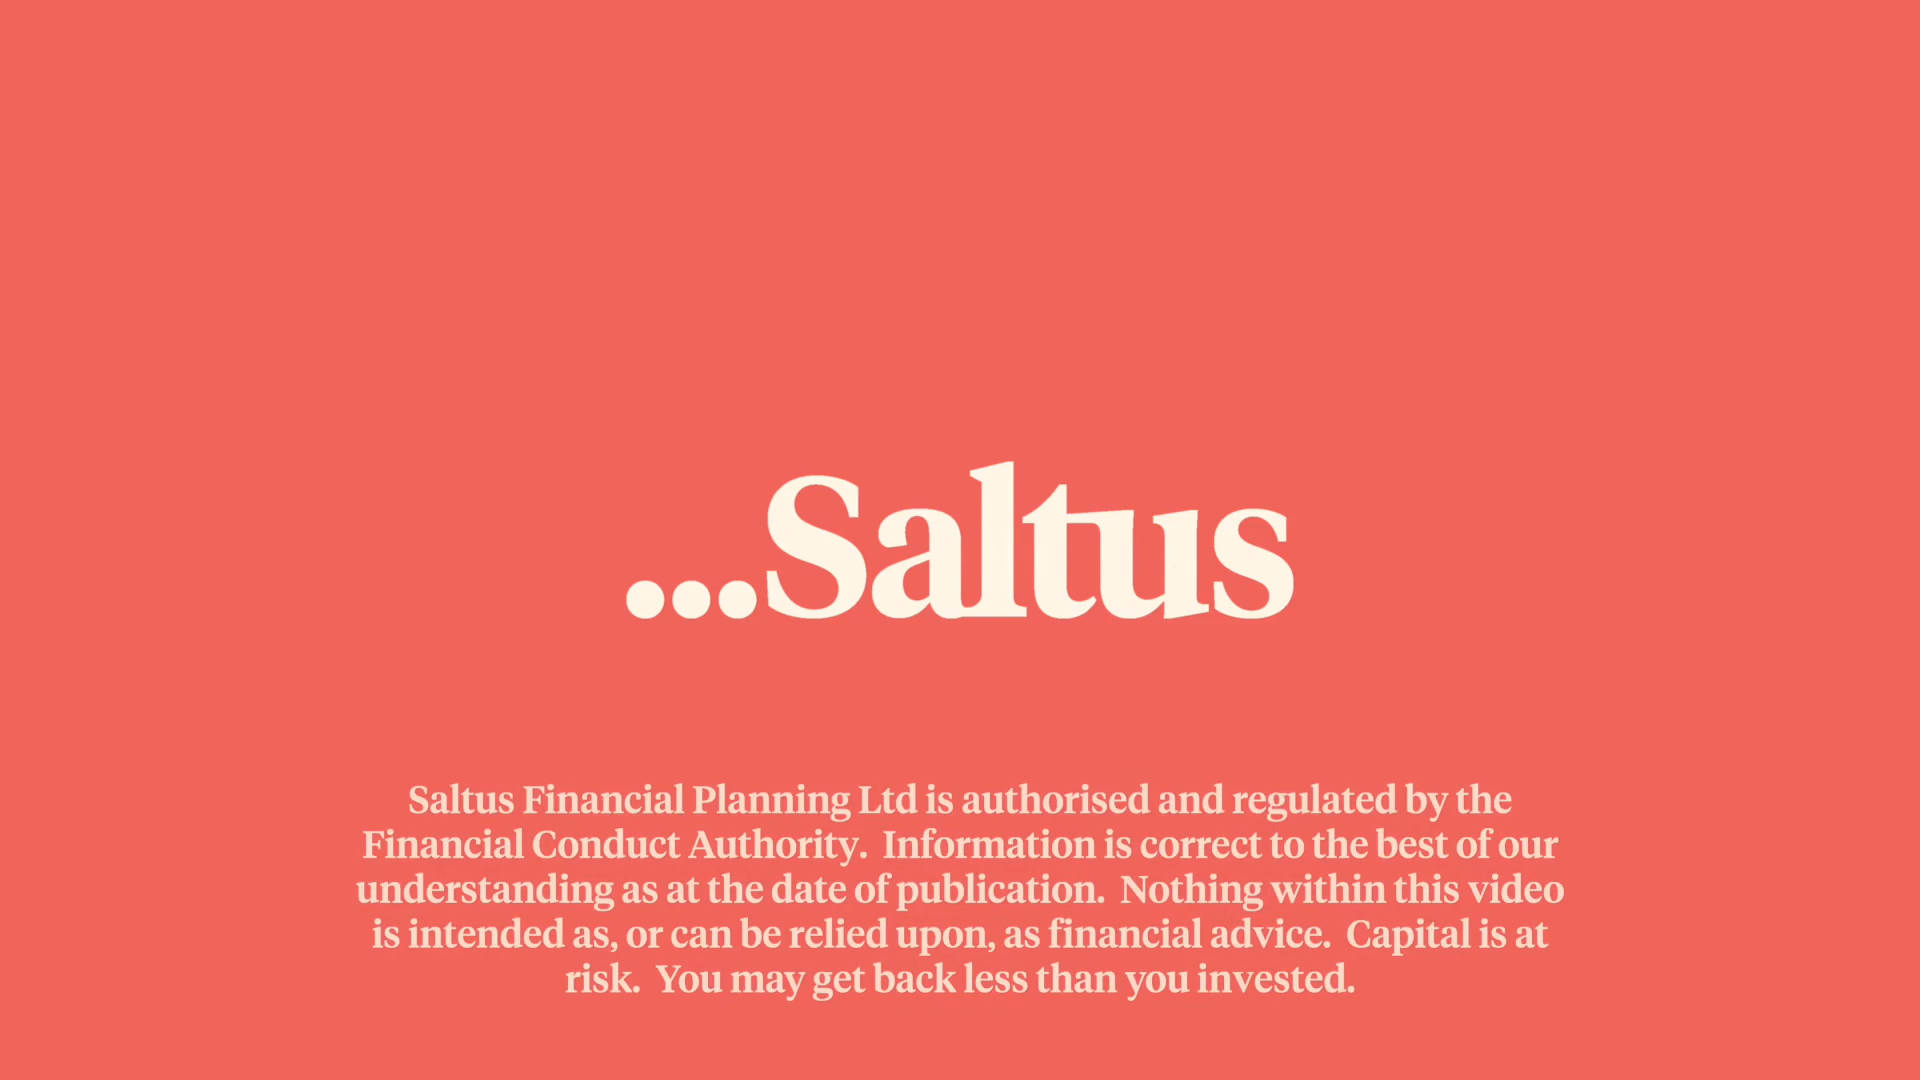 ...Saltus
Saltus Financial Planning Ltd is authorised and regulated by the
Financial Conduct Authority.  Information is correct to the best of our
understanding as at the date of publication.  Nothing within this video
is intended as, or can be relied upon, as financial advice.  Capital is at
risk.  You may get back less than you invested.